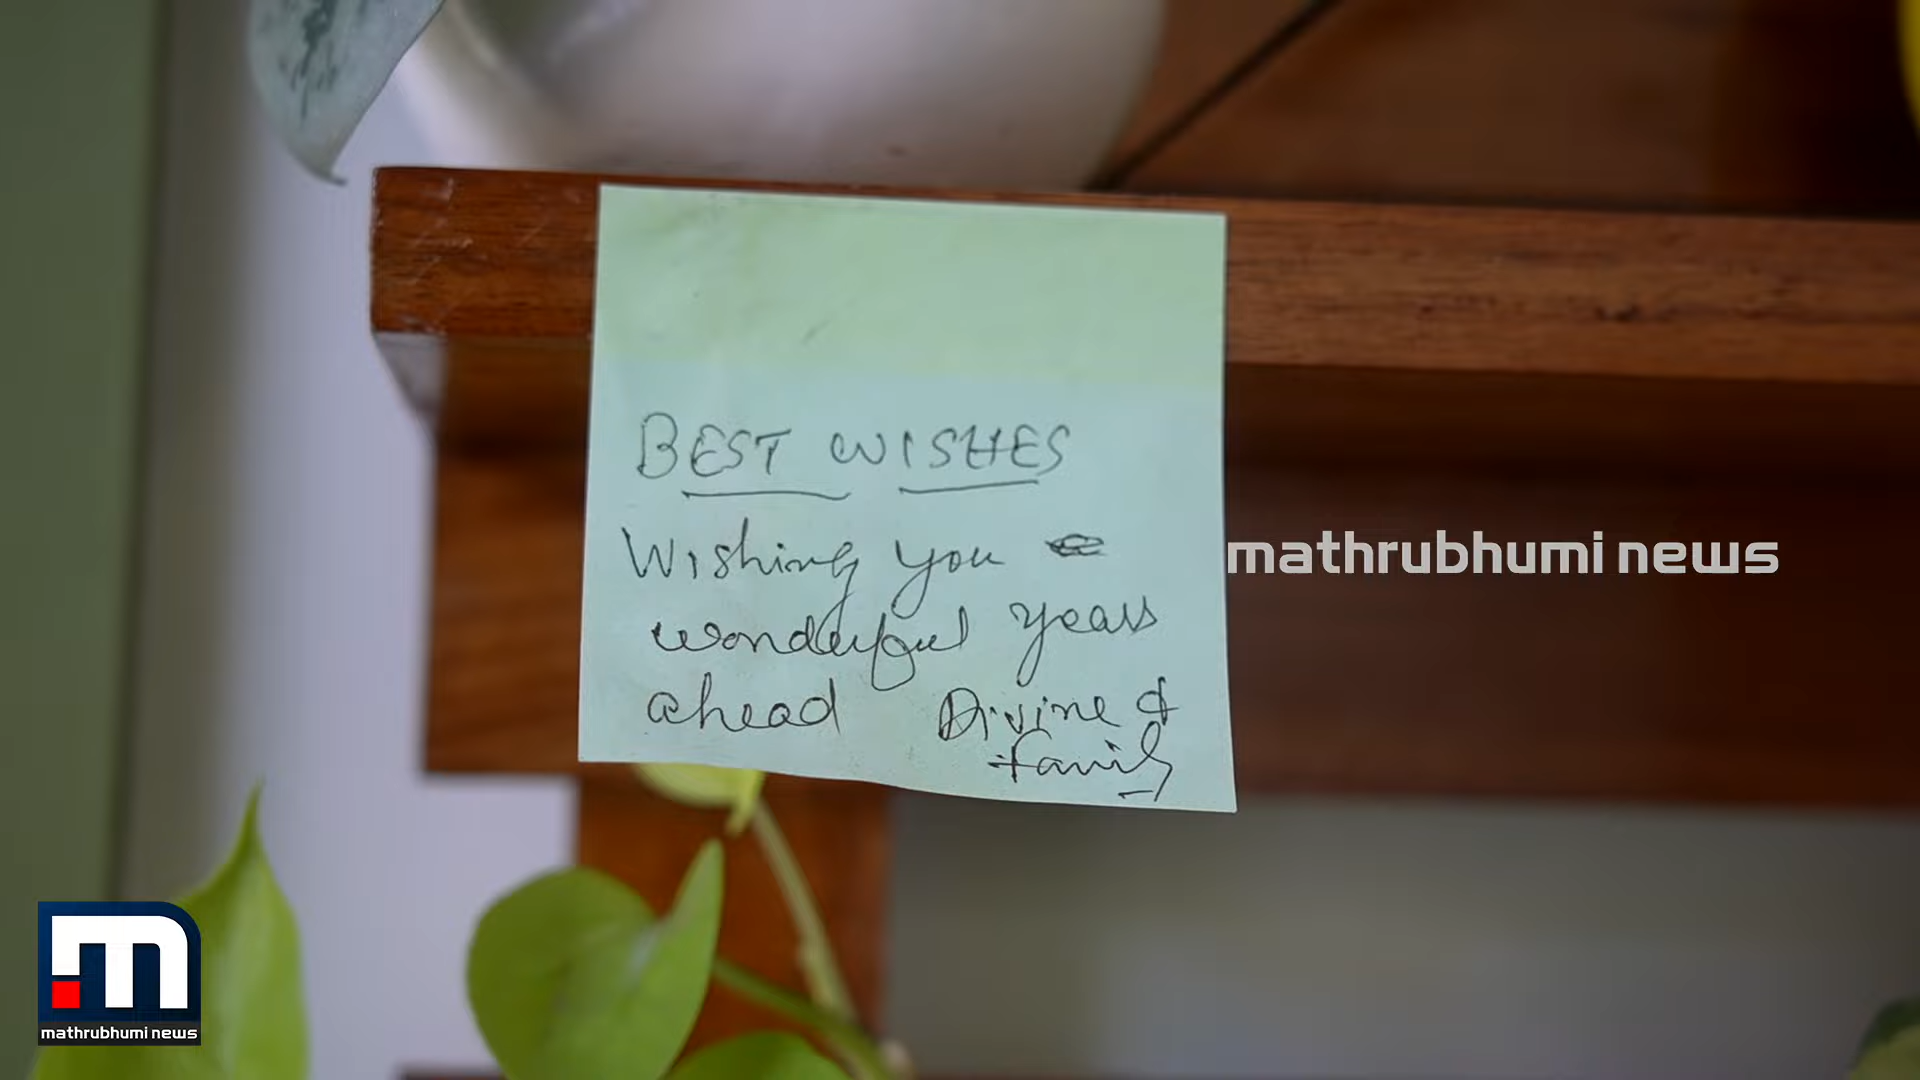 BEST WISHES
Wishing you
wonderful years
ahead Divine &
family
mathrubhumi news
mathrubhumi news